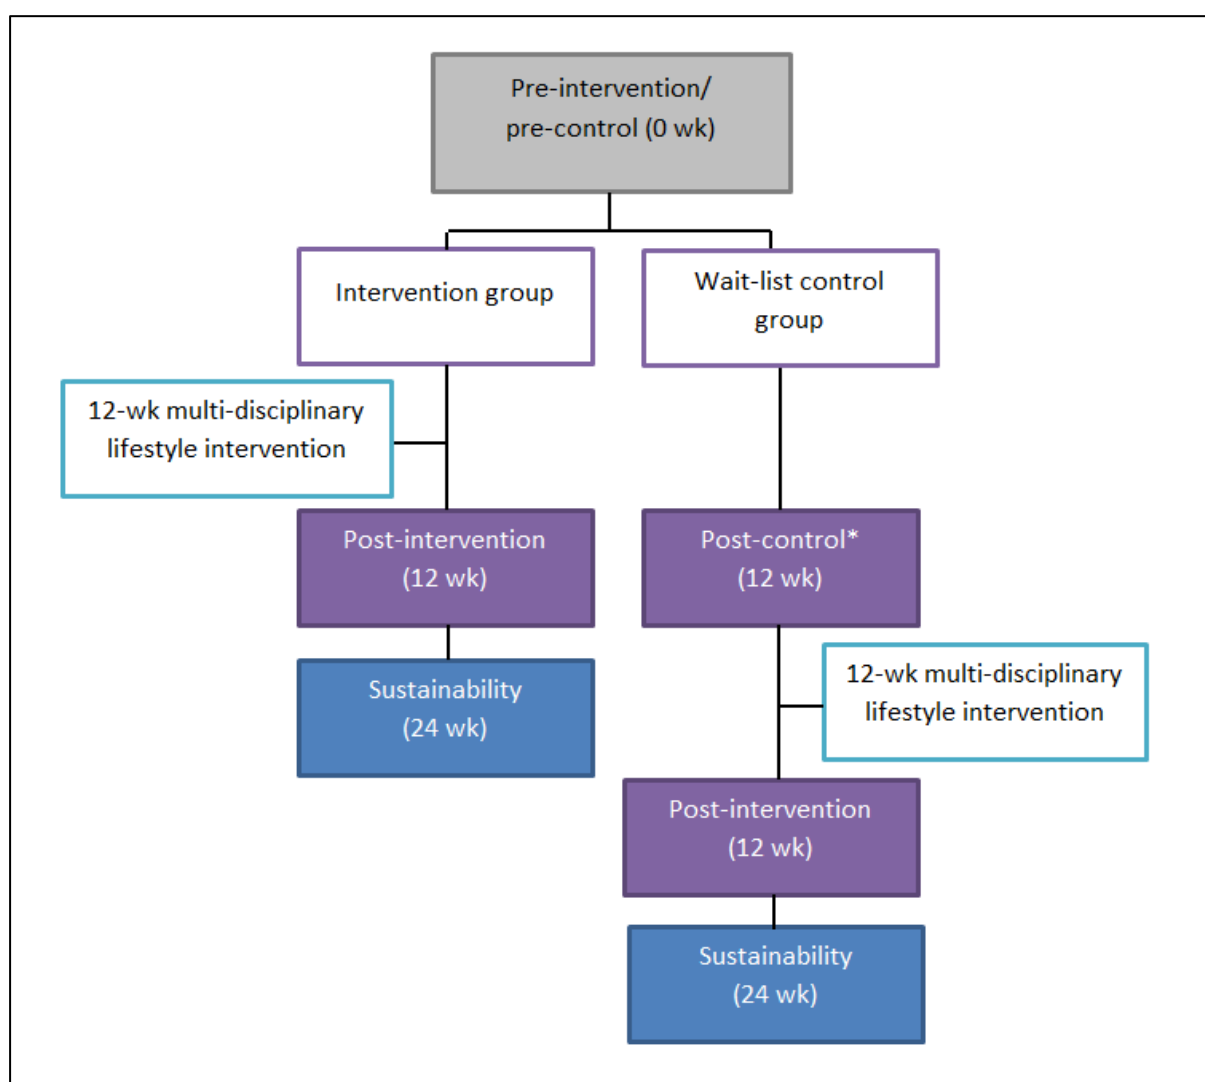 Pre-intervention/
pre-control (0 wk)
Intervention group
Wait-list control
group
12-wk multi-disciplinary
lifestyle intervention
Post-intervention
(12 wk)
Post-control*
(12 wk)
Sustainability
(24 wk)
12-wk multi-disciplinary
lifestyle intervention
Post-intervention
(12 wk)
Sustainability
(24 wk)